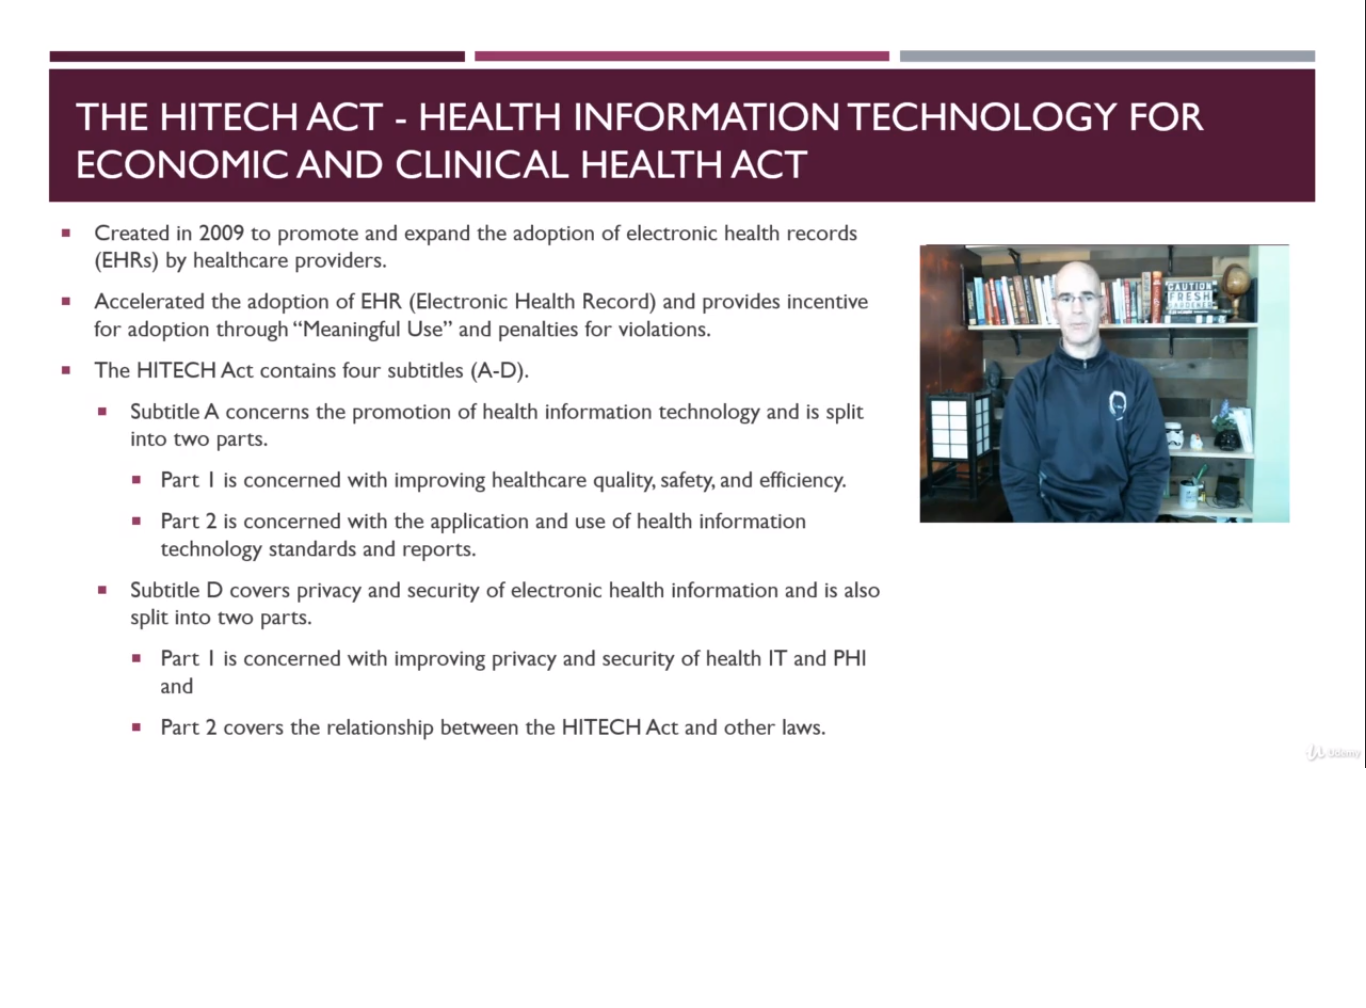 THE HITECH ACT - HEALTH INFORMATION TECHNOLOGY FOR
ECONOMIC AND CLINICAL HEALTH ACT
Created in 2009 to promote and expand the adoption of electronic health records
(EHRs) by healthcare providers.
Accelerated the adoption of EHR (Electronic Health Record) and provides incentive
for adoption through “Meaningful Use” and penalties for violations.
The HITECH Act contains four subtitles (A-D).
Subtitle A concerns the promotion of health information technology and is split
into two parts.
Part 1 is concerned with improving healthcare quality, safety, and efficiency.
Part 2 is concerned with the application and use of health information
technology standards and reports.
Subtitle D covers privacy and security of electronic health information and is also
split into two parts.
Part 1 is concerned with improving privacy and security of health IT and PHI
and
Part 2 covers the relationship between the HITECH Act and other laws.
CAUTION
FRESH
GARDENER
Udemy